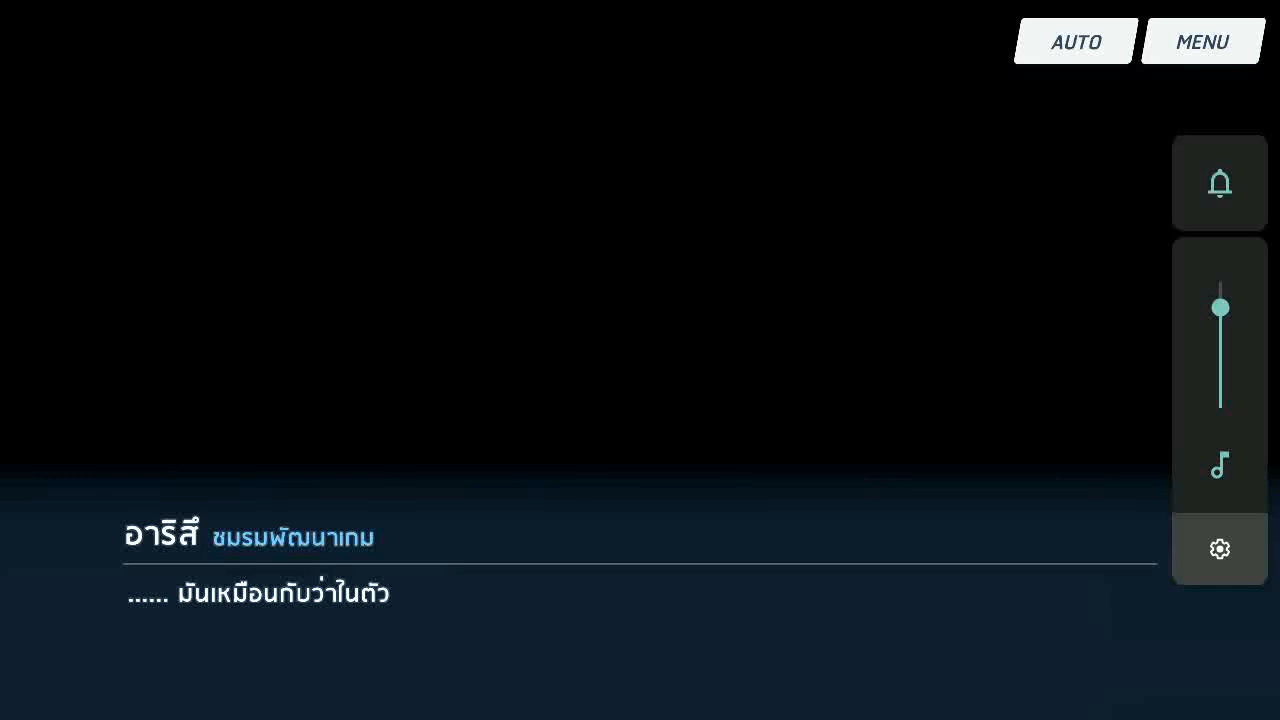 AUTO MENU
อาริสึ ชมรมพัฒนาเกม
...... มันเหมือนกับว่าในตัว